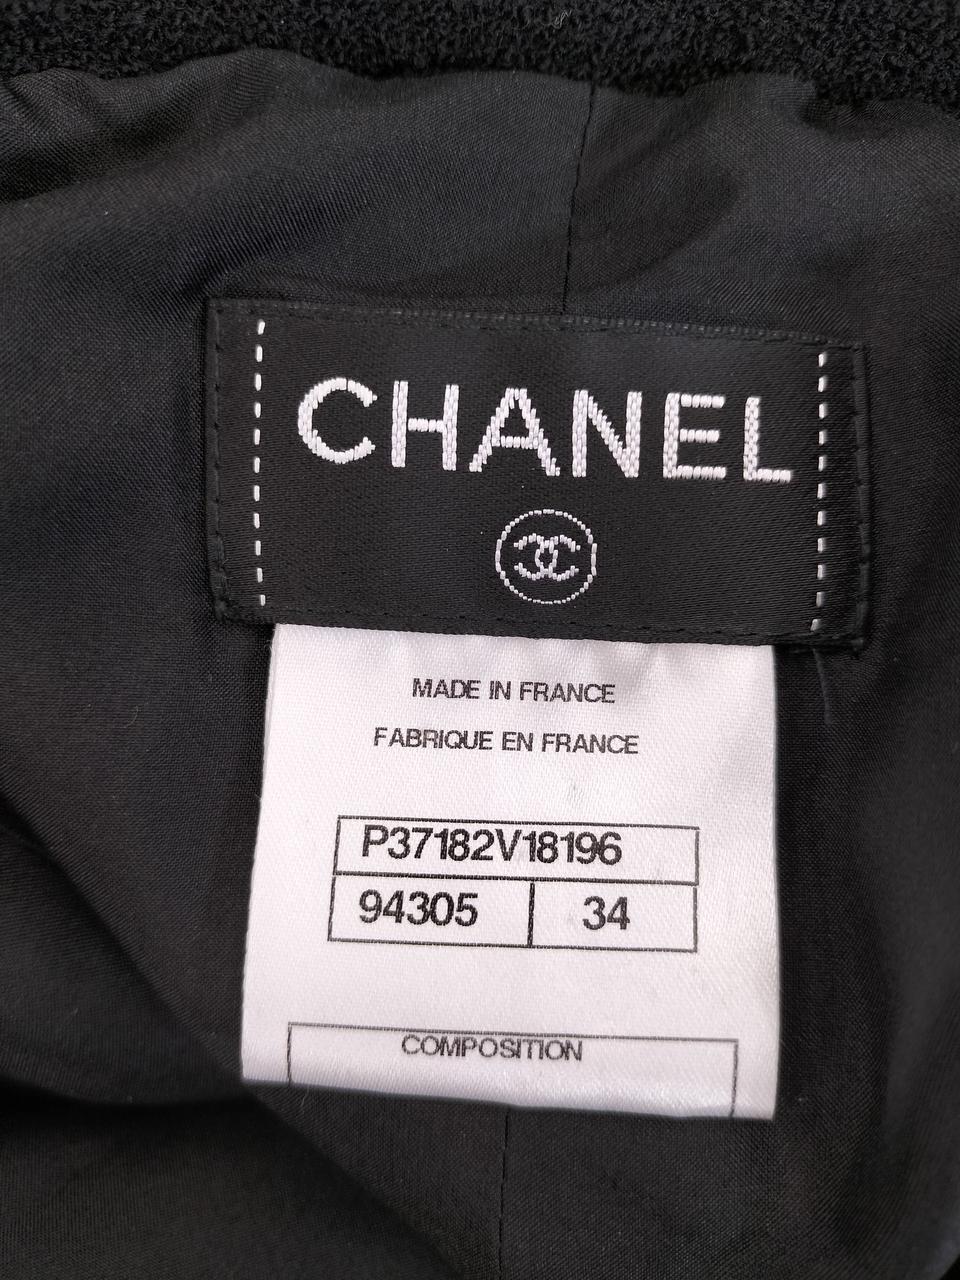 CHANEL
MADE IN FRANCE
FABRIQUE EN FRANCE
P37182V18196
94305 34
COMPOSITION